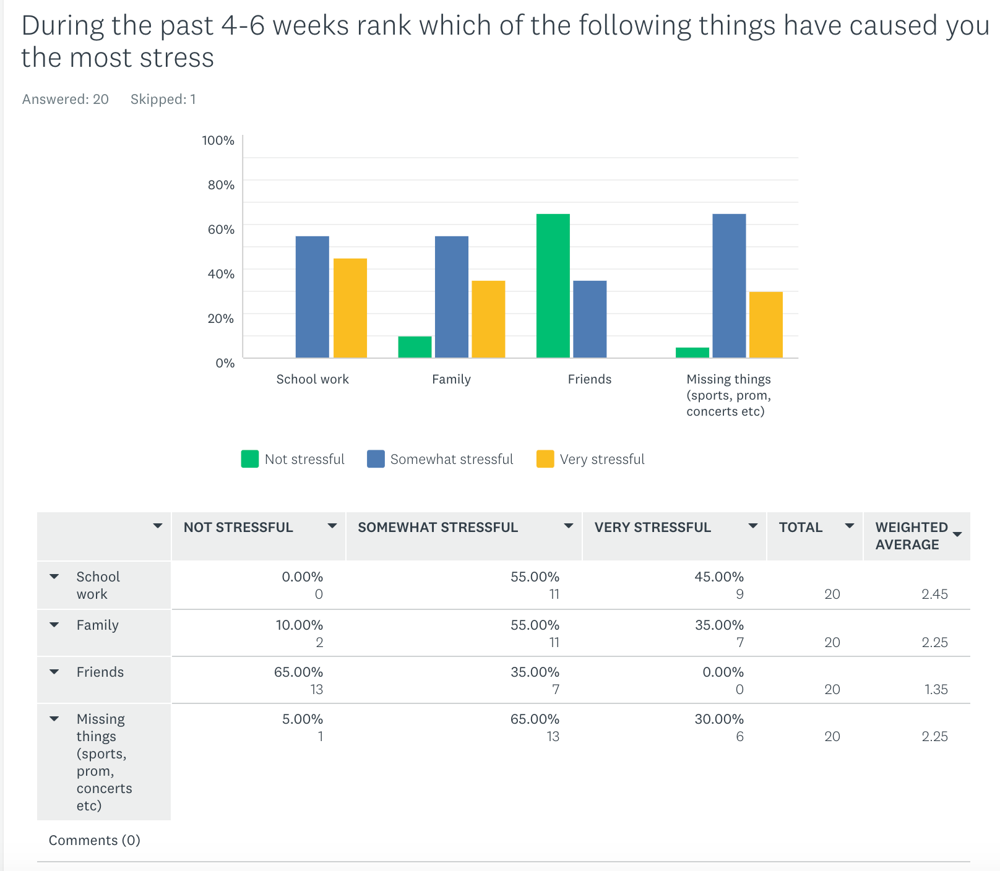 During the past 4-6 weeks rank which of the following things have caused you
the most stress
Answered: 20 Skipped: 1
100%
80%
60%
40%
20%
0%
School work Family Friends Missing things
(sports, prom,
concerts etc)
Not stressful Somewhat stressful Very stressful
NOT STRESSFUL SOMEWHAT STRESSFUL VERY STRESSFUL TOTAL WEIGHTED
AVERAGE
School 0.00% 55.00% 45.00%
work 0 11 9 20 2.45
Family 10.00% 55.00% 35.00%
2 11 7 20 2.25
Friends 65.00% 35.00% 0.00%
13 7 0 20 1.35
Missing 5.00% 65.00% 30.00%
things 1 13 6 20 2.25
(sports,
prom,
concerts
etc)
Comments (0)